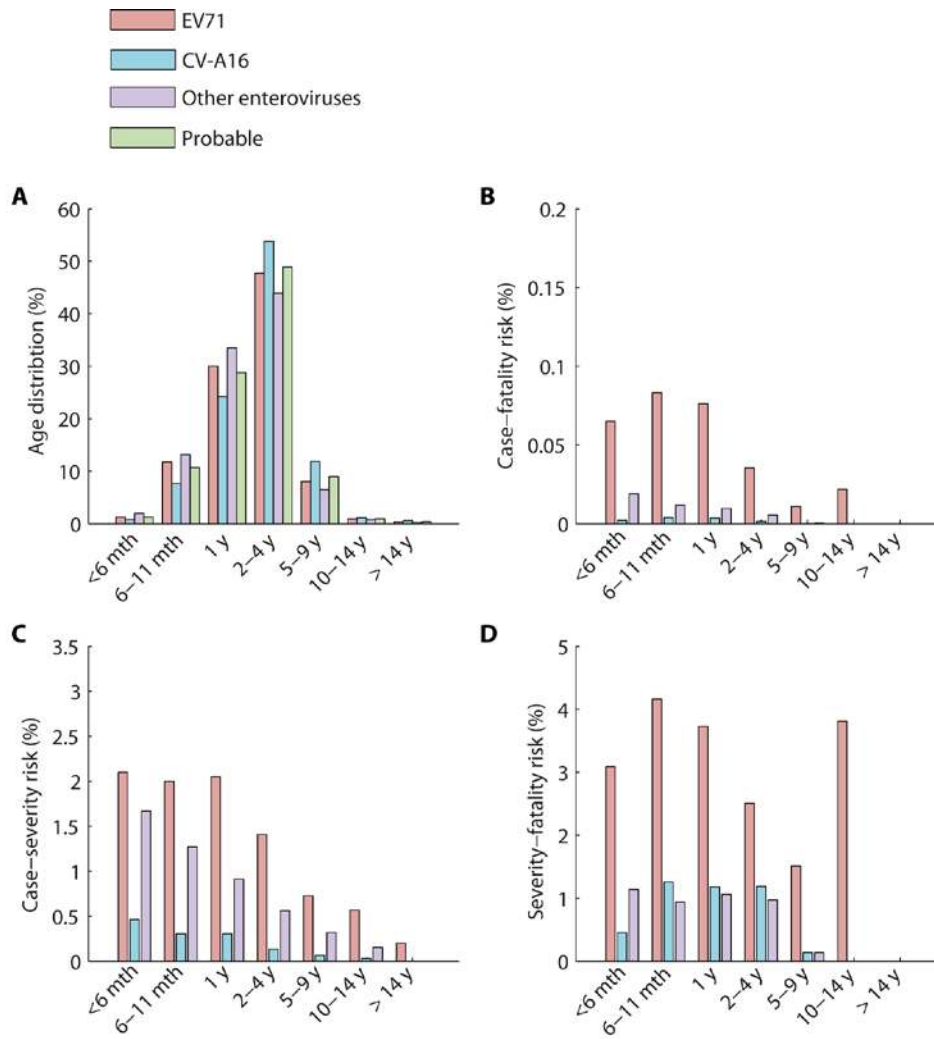 EV71
CV-A16
Other enteroviruses
Probable
A
Age distribtion (%)
60
50
40
30
20
10
0
<6 mth
6–11 mth
1 y
2–4 y
5–9 y
10–14 y
> 14 y
B
Case–fatality risk (%)
0.2
0.15
0.1
0.05
0
<6 mth
6–11 mth
1 y
2–4 y
5–9 y
10–14 y
> 14 y
C
Case–severity risk (%)
3.5
3
2.5
2
1.5
1
0.5
0
<6 mth
6–11 mth
1 y
2–4 y
5–9 y
10–14 y
> 14 y
D
Severity–fatality risk (%)
5
4
3
2
1
0
<6 mth
6–11 mth
1 y
2–4 y
5–9 y
10–14 y
> 14 y